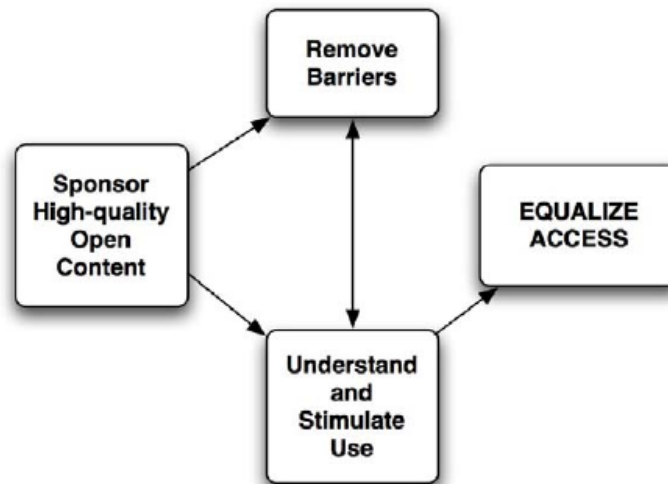 Remove
Barriers
Sponsor
High-quality
Open
Content
EQUALIZE
ACCESS
Understand
and
Stimulate
Use